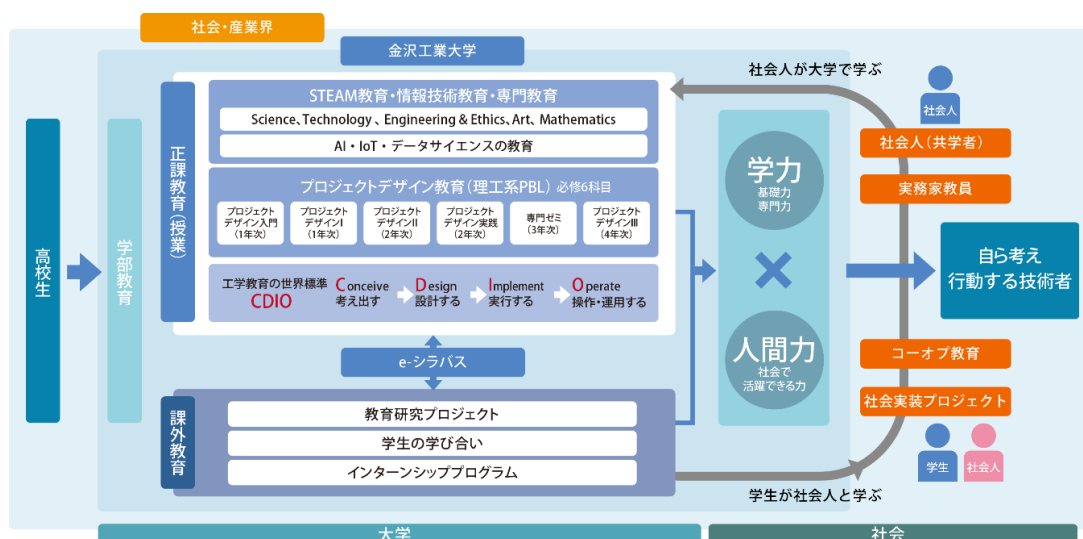 社会・産業界
金沢工業大学
高校生
学部教育
正課教育(授業)
STEAM教育・情報技術教育・専門教育
Science、Technology 、Engineering & Ethics、Art、Mathematics
AI・IoT・データサイエンスの教育
プロジェクトデザイン教育(理工系PBL) 必修6科目
プロジェクト
デザイン入門
(1年次)
プロジェクト
デザインI
(1年次)
プロジェクト
デザインII
(2年次)
プロジェクト
デザイン実践
(2年次)
専門ゼミ
(3年次)
プロジェクト
デザインIII
(4年次)
工学教育の世界標準
CDIO
Conceive
考え出す
Design
設計する
Implement
実行する
Operate
操作・運用する
e-シラバス
課外教育
教育研究プロジェクト
学生の学び合い
インターンシッププログラム
学力
基礎力
専門力
×
人間力
社会で
活躍できる力
社会人が大学で学ぶ
社会人
社会人(共学者)
実務家教員
自ら考え
行動する技術者
コーオプ教育
社会実装プロジェクト
学生
社会人
学生が社会人と学ぶ
大学
社会